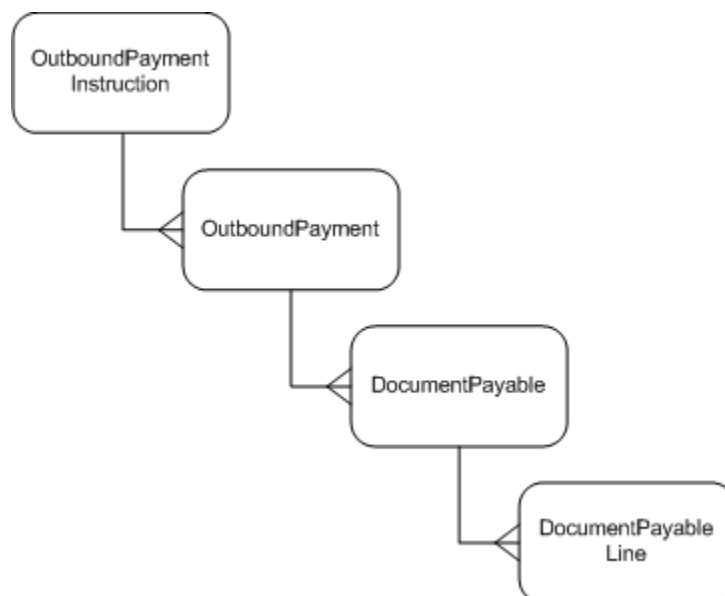 OutboundPayment
Instruction
OutboundPayment
DocumentPayable
DocumentPayable
Line